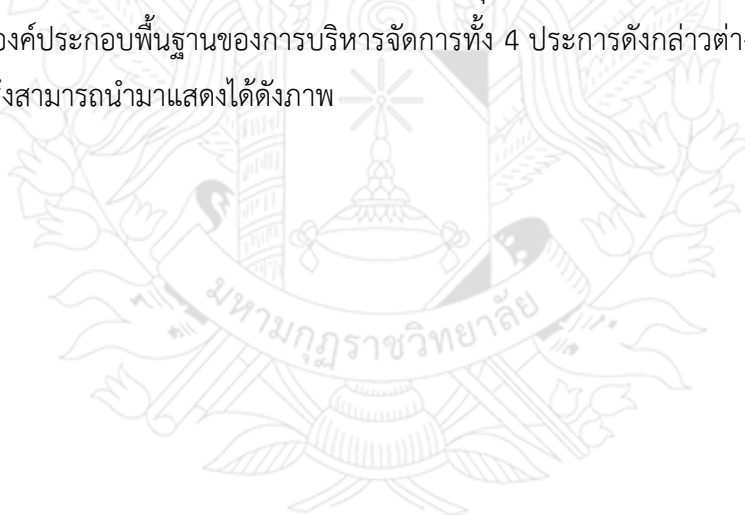 องค์ประกอบพื้นฐานของการบริหารจัดการทั้ง 4 ประการดังกล่าวต่าง
สามารถนำมาแสดงได้ดังภาพ
มหามกุฏราชวิทยาลัย